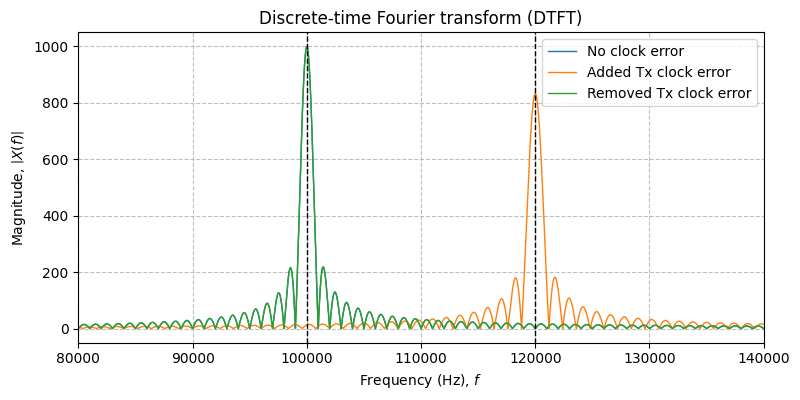 Discrete-time Fourier transform (DTFT)
No clock error
Added Tx clock error
Removed Tx clock error
Magnitude, |X(f)|
1000
800
600
400
200
0
80000 90000 100000 110000 120000 130000 140000
Frequency (Hz), f